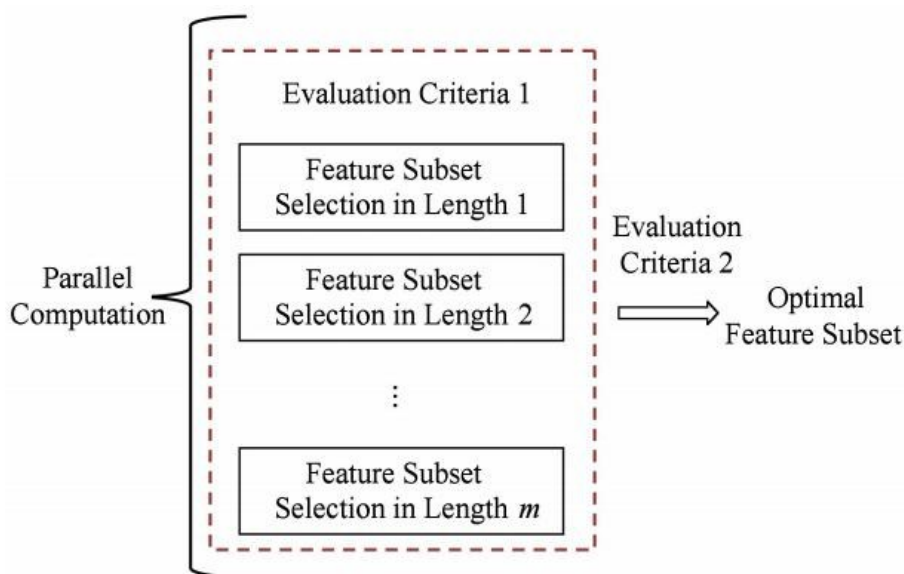 Parallel
Computation
Evaluation Criteria 1
Feature Subset
Selection in Length 1
Feature Subset
Selection in Length 2
⋮
Feature Subset
Selection in Length m
Evaluation
Criteria 2
Optimal
Feature Subset